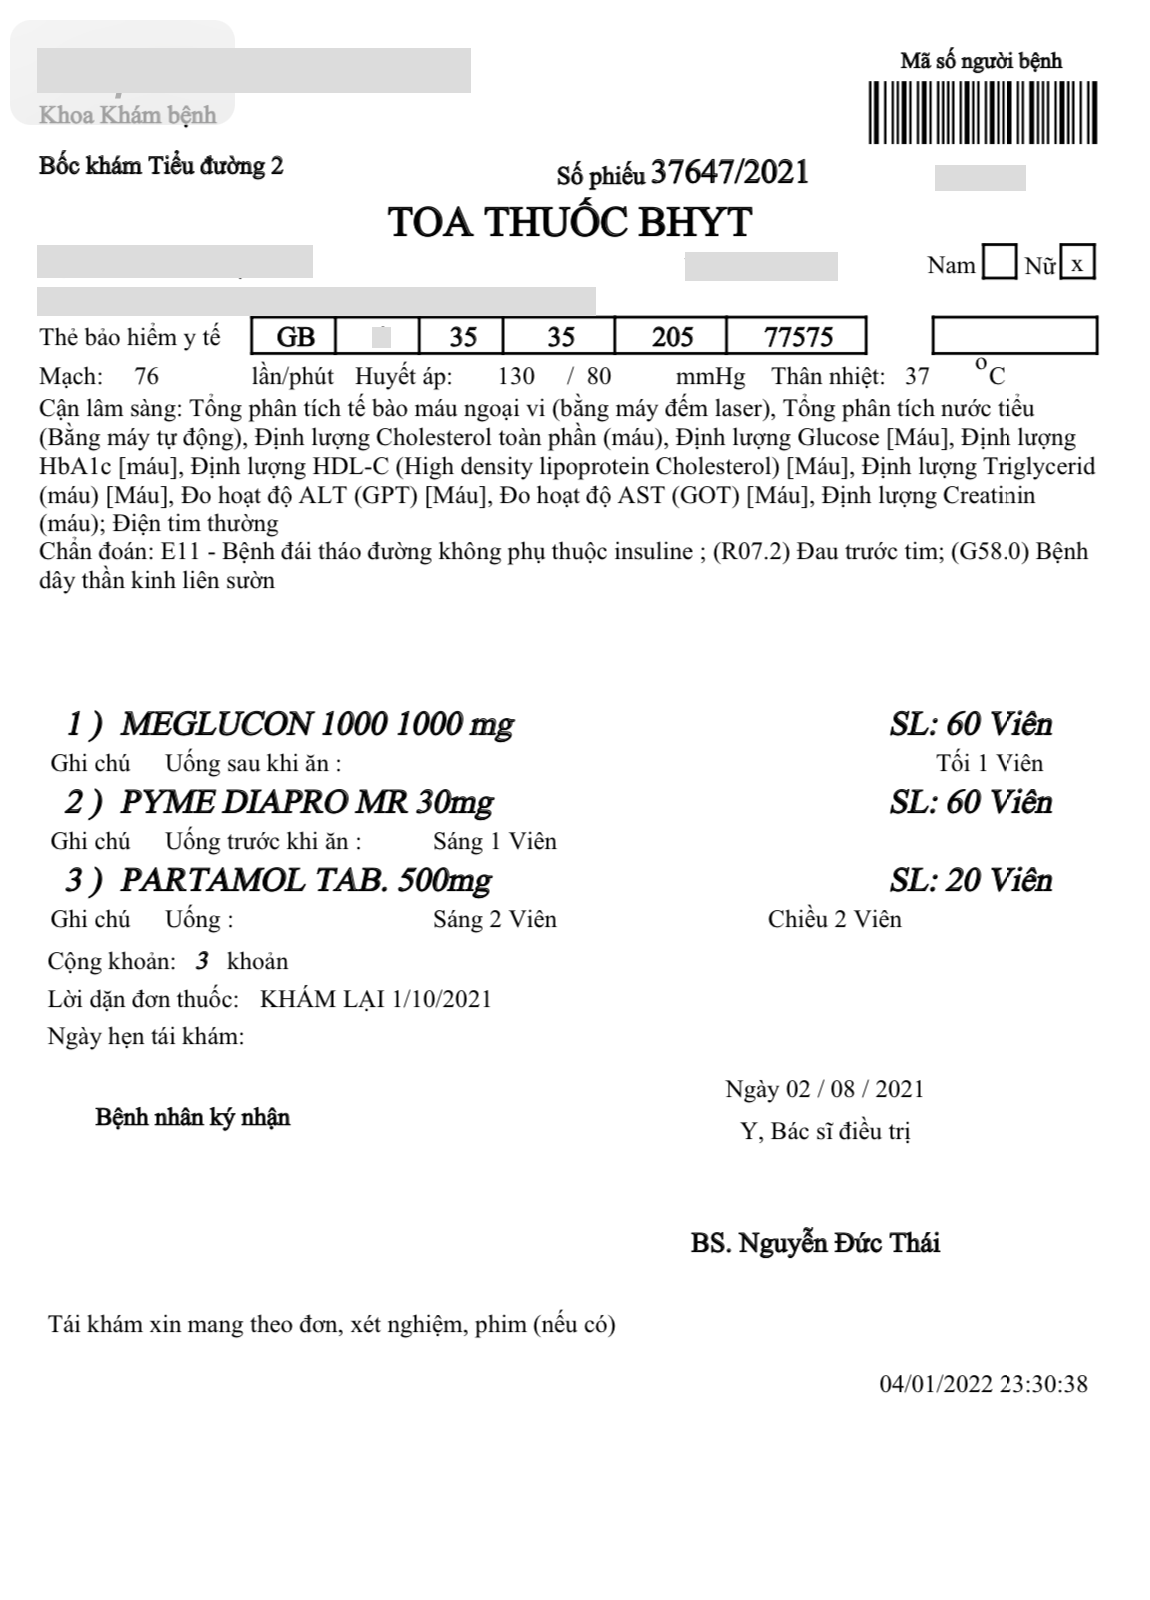 Mã số người bệnh
Khoa Khám bệnh
Bốc khám Tiểu đường 2
Số phiếu 37647/2021
TOA THUỐC BHYT
Nam Nữ x
Thẻ bảo hiểm y tế GB 35 35 205 77575
Mạch: 76 lần/phút Huyết áp: 130 / 80 mmHg Thân nhiệt: 37 °C
Cận lâm sàng: Tổng phân tích tế bào máu ngoại vi (bằng máy đếm laser), Tổng phân tích nước tiểu
(Bằng máy tự động), Định lượng Cholesterol toàn phần (máu), Định lượng Glucose [Máu], Định lượng
HbA1c [máu], Định lượng HDL-C (High density lipoprotein Cholesterol) [Máu], Định lượng Triglycerid
(máu) [Máu], Đo hoạt độ ALT (GPT) [Máu], Đo hoạt độ AST (GOT) [Máu], Định lượng Creatinin
(máu); Điện tim thường
Chẩn đoán: E11 - Bệnh đái tháo đường không phụ thuộc insuline ; (R07.2) Đau trước tim; (G58.0) Bệnh
dây thần kinh liên sườn
1 ) MEGLUCON 1000 1000 mg SL: 60 Viên
Ghi chú Uống sau khi ăn : Tối 1 Viên
2 ) PYME DIAPRO MR 30mg SL: 60 Viên
Ghi chú Uống trước khi ăn : Sáng 1 Viên
3 ) PARTAMOL TAB. 500mg SL: 20 Viên
Ghi chú Uống : Sáng 2 Viên Chiều 2 Viên
Cộng khoản: 3 khoản
Lời dặn đơn thuốc: KHÁM LẠI 1/10/2021
Ngày hẹn tái khám:
Ngày 02 / 08 / 2021
Bệnh nhân ký nhận
Y, Bác sĩ điều trị
BS. Nguyễn Đức Thái
Tái khám xin mang theo đơn, xét nghiệm, phim (nếu có)
04/01/2022 23:30:38